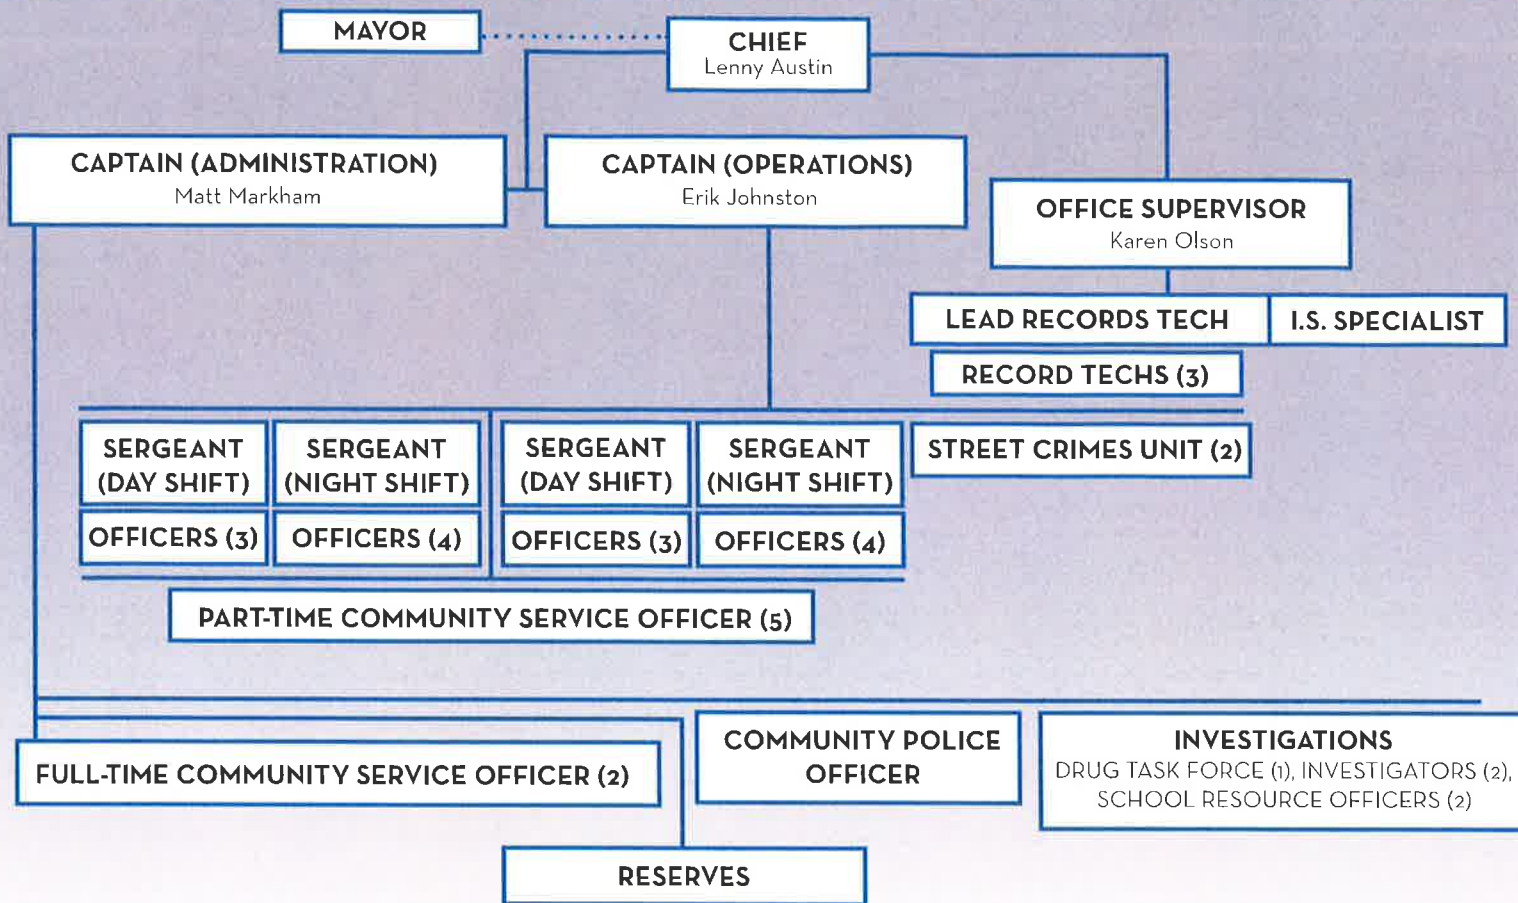 MAYOR
CHIEF
Lenny Austin
CAPTAIN (ADMINISTRATION)
Matt Markham
CAPTAIN (OPERATIONS)
Erik Johnston
OFFICE SUPERVISOR
Karen Olson
LEAD RECORDS TECH
I.S. SPECIALIST
RECORD TECHS (3)
SERGEANT
(DAY SHIFT)
SERGEANT
(NIGHT SHIFT)
SERGEANT
(DAY SHIFT)
SERGEANT
(NIGHT SHIFT)
STREET CRIMES UNIT (2)
OFFICERS (3)
OFFICERS (4)
OFFICERS (3)
OFFICERS (4)
PART-TIME COMMUNITY SERVICE OFFICER (5)
FULL-TIME COMMUNITY SERVICE OFFICER (2)
COMMUNITY POLICE
OFFICER
INVESTIGATIONS
DRUG TASK FORCE (1), INVESTIGATORS (2),
SCHOOL RESOURCE OFFICERS (2)
RESERVES